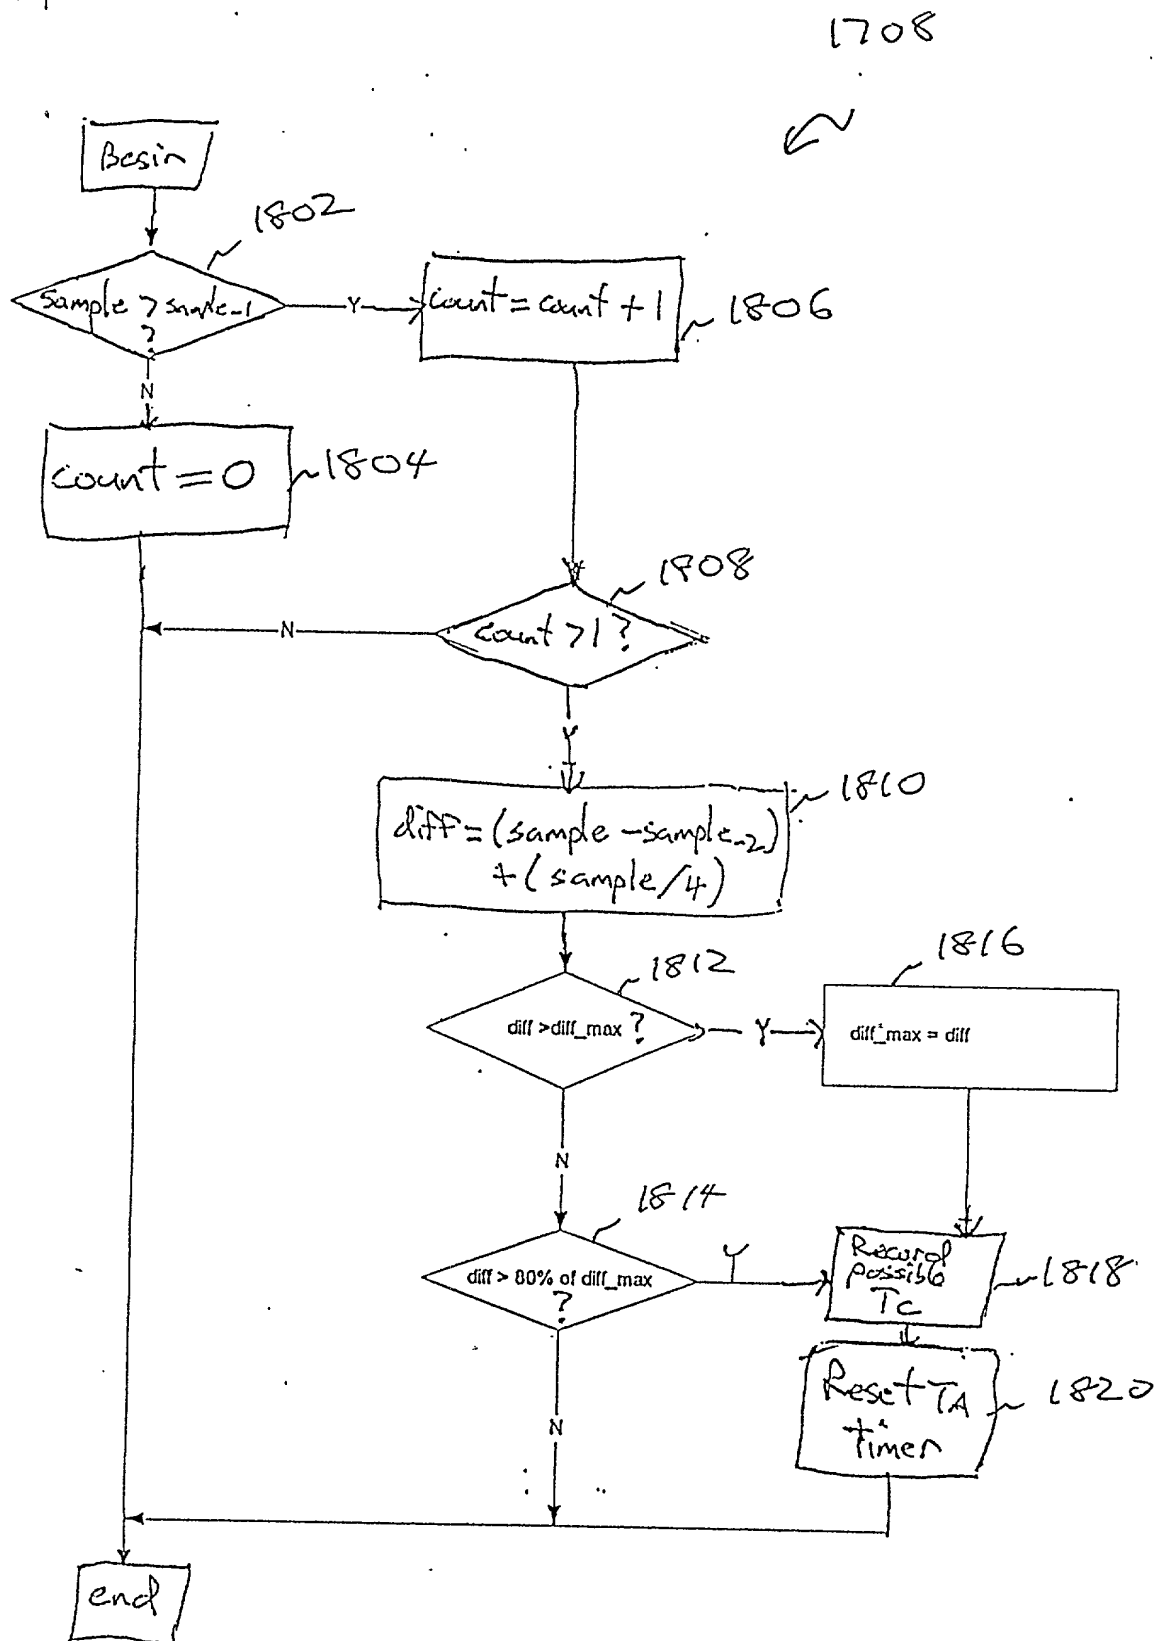 1708
Begin
1802
sample > sample-1
?
Y
count = count + 1
1806
N
count = 0
1804
1808
count > 1 ?
N
Y
1810
diff = (sample - sample-2)
+ (sample/4)
1812
1816
diff >diff_max ?
Y
diff_max = diff
N
1814
diff > 80% of diff_max
?
Y
Record
possible
Tc
1818
Reset TA
timer
1820
N
end